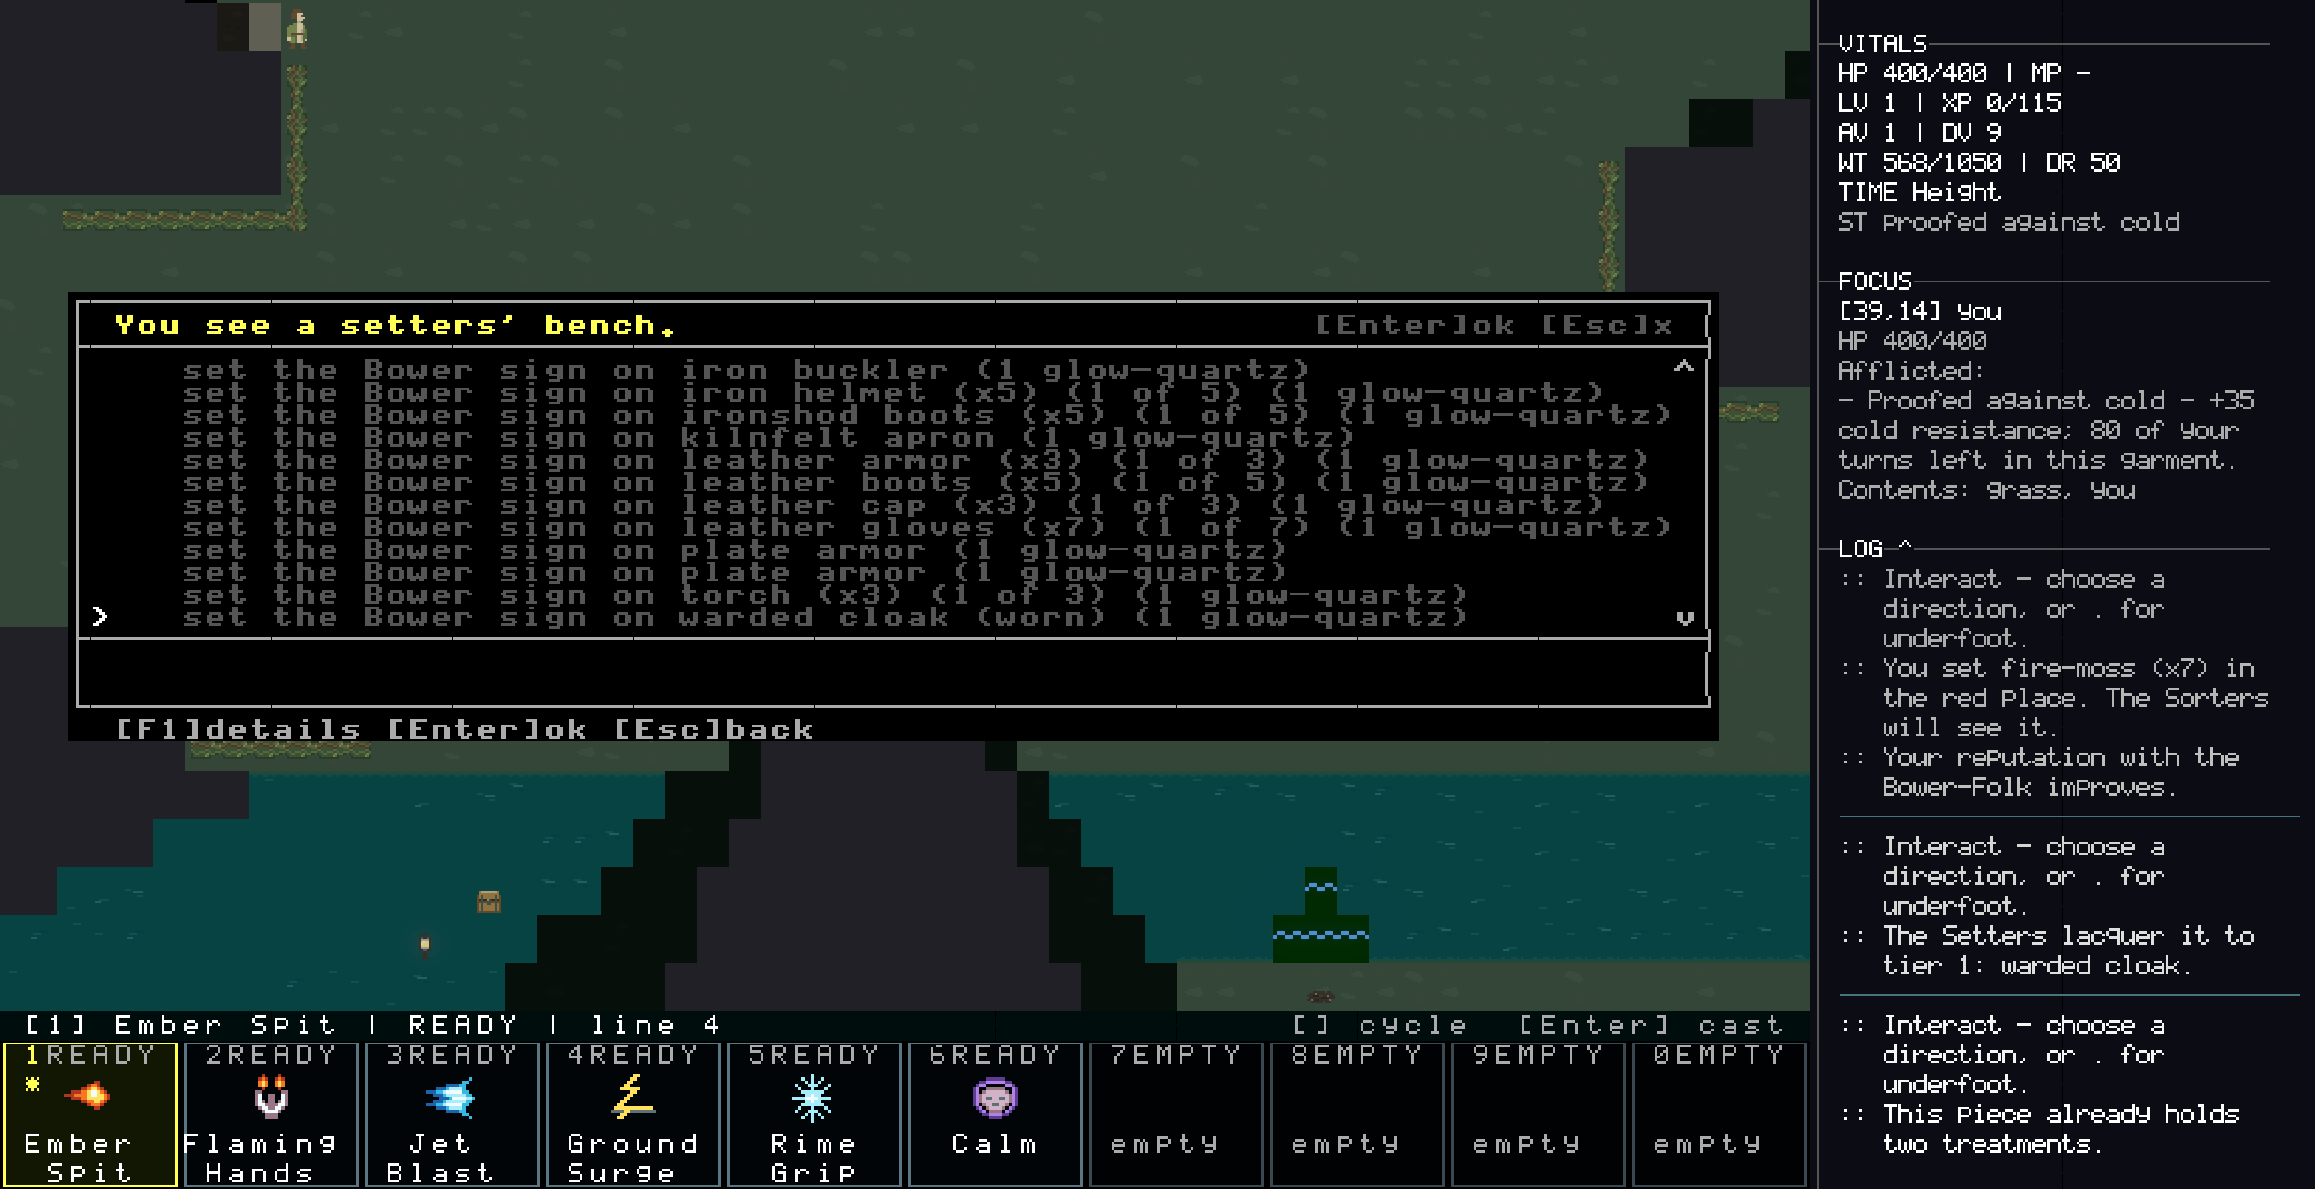 You see a setters' bench.
[Enter]ok [Esc]x
set the Bower sign on iron buckler (1 glow-quartz)
set the Bower sign on iron helmet (x5) (1 of 5) (1 glow-quartz)
set the Bower sign on ironshod boots (x5) (1 of 5) (1 glow-quartz)
set the Bower sign on kilnfelt apron (1 glow-quartz)
set the Bower sign on leather armor (x3) (1 of 3) (1 glow-quartz)
set the Bower sign on leather boots (x5) (1 of 5) (1 glow-quartz)
set the Bower sign on leather cap (x3) (1 of 3) (1 glow-quartz)
set the Bower sign on leather gloves (x7) (1 of 7) (1 glow-quartz)
set the Bower sign on plate armor (1 glow-quartz)
set the Bower sign on plate armor (1 glow-quartz)
set the Bower sign on torch (x3) (1 of 3) (1 glow-quartz)
> set the Bower sign on warded cloak (worn) (1 glow-quartz)
[F1]details [Enter]ok [Esc]back
[1] Ember Spit | READY | line 4
[] cycle [Enter] cast
1READY
Ember
Spit
2READY
Flaming
Hands
3READY
Jet
Blast
4READY
Ground
Surge
5READY
Rime
Grip
6READY
Calm
7EMPTY
empty
8EMPTY
empty
9EMPTY
empty
0EMPTY
empty
VITALS
HP 400/400 | MP -
LV 1 | XP 0/115
AV 1 | DV 9
WT 568/1050 | DR 50
TIME Height
ST Proofed against cold
FOCUS
[39,14] you
HP 400/400
Afflicted:
- Proofed against cold - +35
cold resistance; 80 of your
turns left in this garment.
Contents: grass, you
LOG ^
:: Interact - choose a
direction, or . for
underfoot.
:: You set fire-moss (x7) in
the red place. The Sorters
will see it.
:: Your reputation with the
Bower-Folk improves.
:: Interact - choose a
direction, or . for
underfoot.
:: The Setters lacquer it to
tier 1: warded cloak.
:: Interact - choose a
direction, or . for
underfoot.
:: This piece already holds
two treatments.